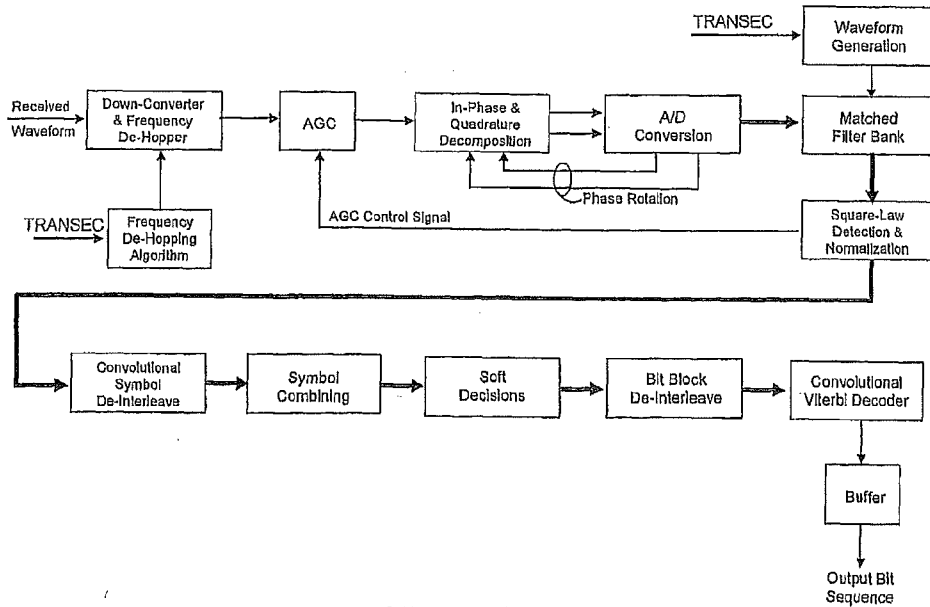 TRANSEC
Waveform
Generation
Received
Waveform
Down-Converter
& Frequency
De-Hopper
AGC
In-Phase &
Quadrature
Decomposition
A/D
Conversion
Matched
Filter Bank
Phase Rotation
TRANSEC
Frequency
De-Hopping
Algorithm
AGC Control Signal
Square-Law
Detection &
Normalization
Convolutional
Symbol
De-Interleave
Symbol
Combining
Soft
Decisions
Bit Block
De-Interleave
Convolutional
Viterbi Decoder
Buffer
Output Bit
Sequence